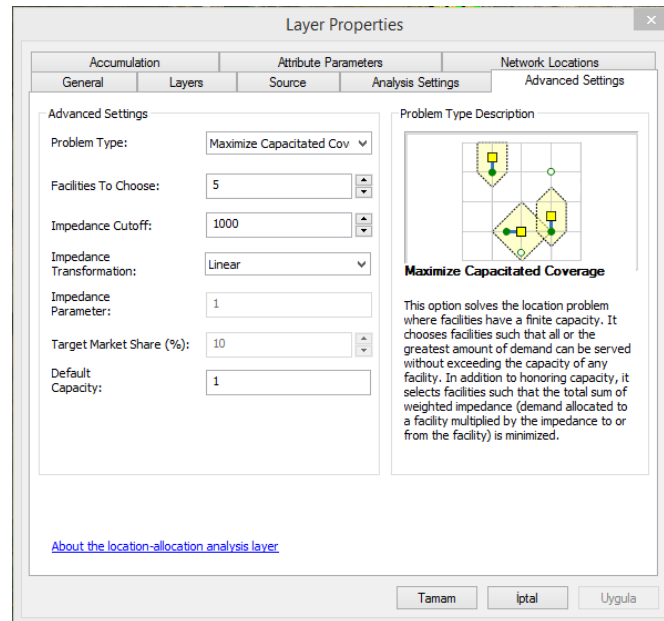 Layer Properties
Accumulation
Attribute Parameters
Network Locations
General
Layers
Source
Analysis Settings
Advanced Settings
Advanced Settings
Problem Type:
Maximize Capacitated Cov
Facilities To Choose:
5
Impedance Cutoff:
1000
Impedance
Transformation:
Linear
Impedance
Parameter:
1
Target Market Share (%):
10
Default
Capacity:
1
Problem Type Description
Maximize Capacitated Coverage
This option solves the location problem
where facilities have a finite capacity. It
chooses facilities such that all or the
greatest amount of demand can be served
without exceeding the capacity of any
facility. In addition to honoring capacity, it
selects facilities such that the total sum of
weighted impedance (demand allocated to
a facility multiplied by the impedance to or
from the facility) is minimized.
About the location-allocation analysis layer
Tamam
İptal
Uygula